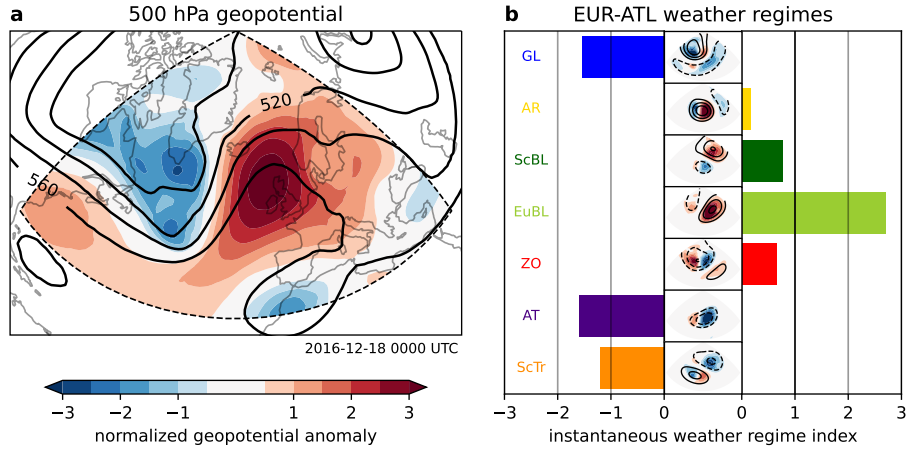 a 500 hPa geopotential
520
560
2016-12-18 0000 UTC
−3 −2 −1 1 2 3
normalized geopotential anomaly
b EUR-ATL weather regimes
GL
AR
ScBL
EuBL
ZO
AT
ScTr
−3 −2 −1 0 0 1 2 3
instantaneous weather regime index